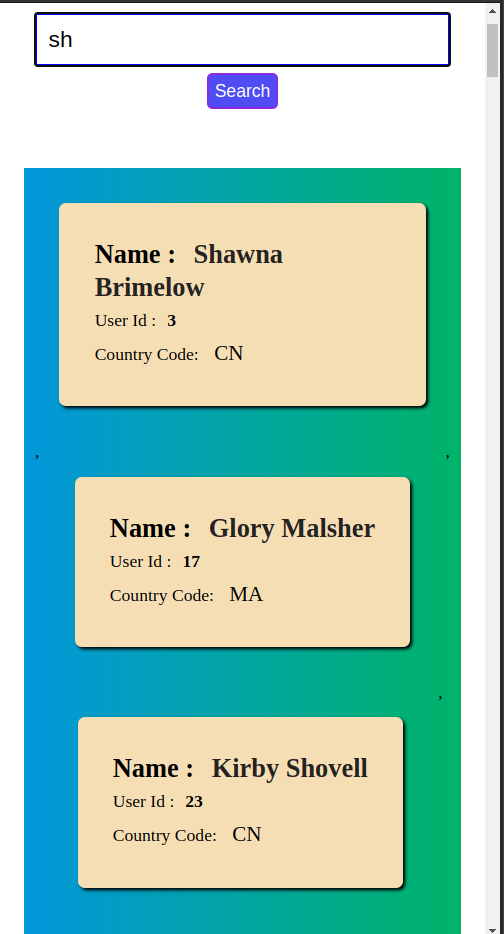 sh
Search
Name : Shawna
Brimelow
User Id : 3
Country Code: CN
, ,
Name : Glory Malsher
User Id : 17
Country Code: MA
,
Name : Kirby Shovell
User Id : 23
Country Code: CN